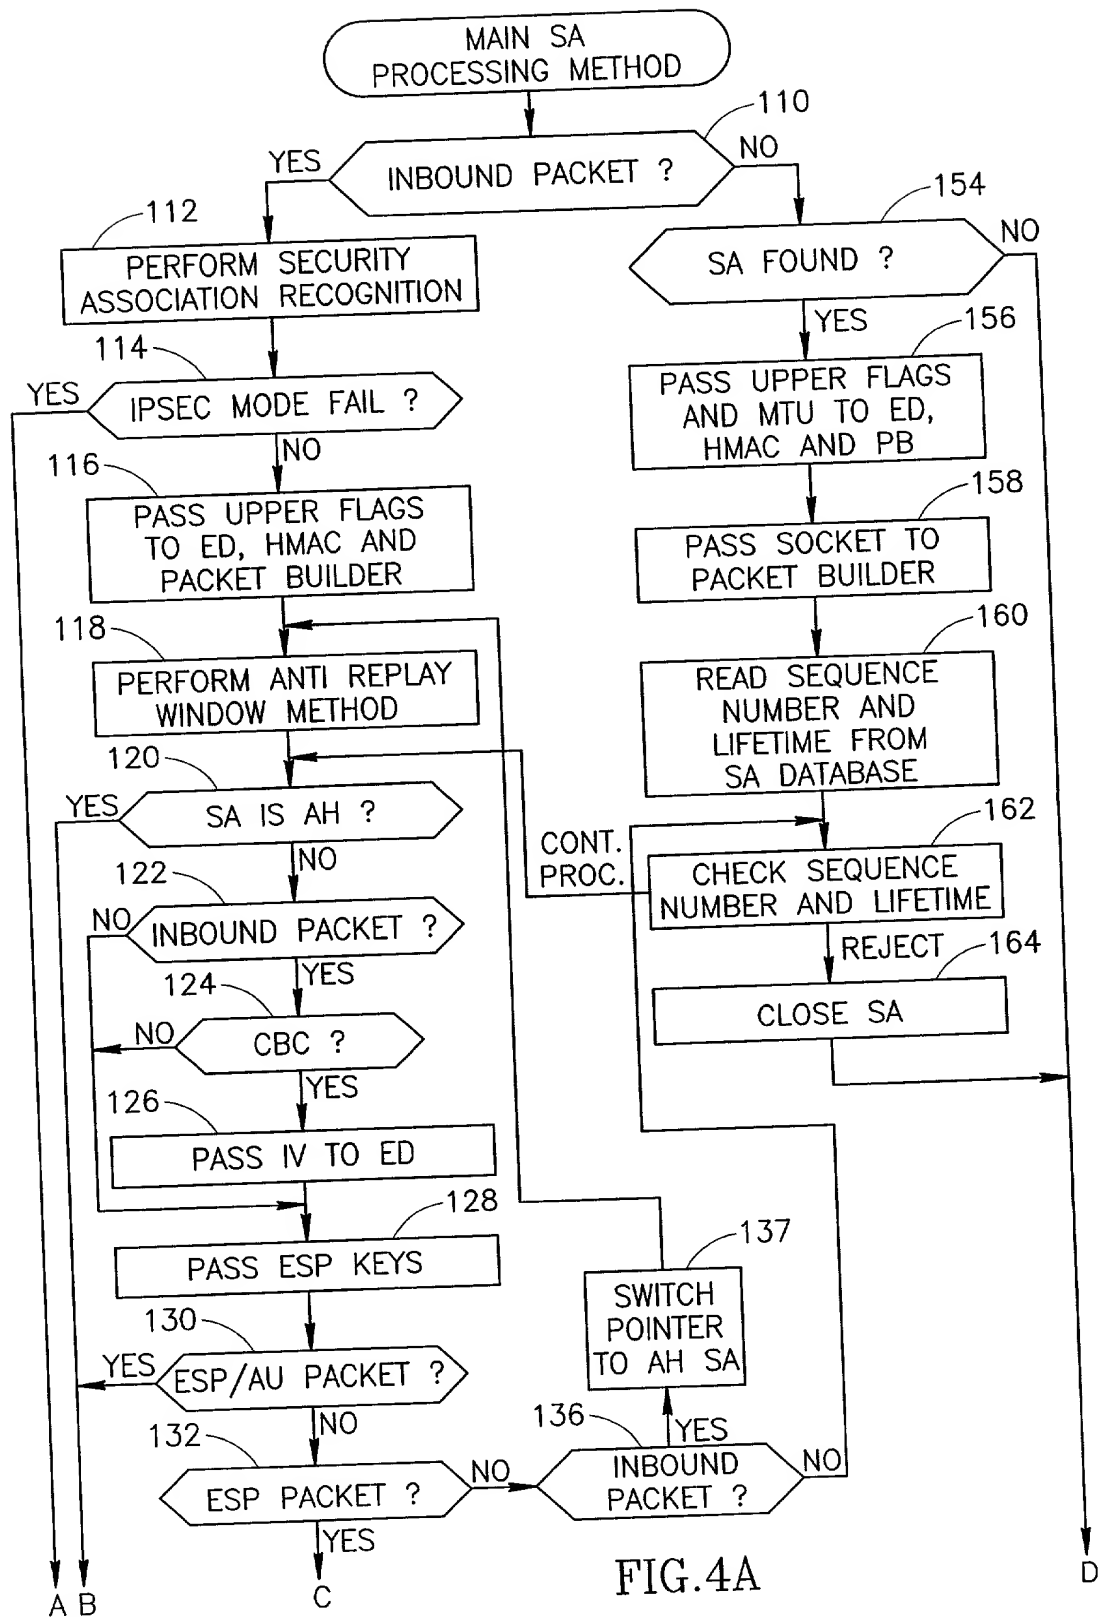 MAIN SA
PROCESSING METHOD
110
INBOUND PACKET ?
YES
NO
112
PERFORM SECURITY
ASSOCIATION RECOGNITION
154
SA FOUND ?
NO
YES
114
IPSEC MODE FAIL ?
YES
NO
156
PASS UPPER FLAGS
AND MTU TO ED,
HMAC AND PB
116
PASS UPPER FLAGS
TO ED, HMAC AND
PACKET BUILDER
158
PASS SOCKET TO
PACKET BUILDER
118
PERFORM ANTI REPLAY
WINDOW METHOD
160
READ SEQUENCE
NUMBER AND
LIFETIME FROM
SA DATABASE
120
SA IS AH ?
YES
NO
162
CHECK SEQUENCE
NUMBER AND LIFETIME
CONT.
PROC.
REJECT
122
INBOUND PACKET ?
NO
YES
164
CLOSE SA
124
CBC ?
NO
YES
126
PASS IV TO ED
128
PASS ESP KEYS
130
ESP/AU PACKET ?
YES
NO
137
SWITCH
POINTER
TO AH SA
132
ESP PACKET ?
NO
YES
136
INBOUND
PACKET ?
YES
NO
A
B
C
D
FIG.4A